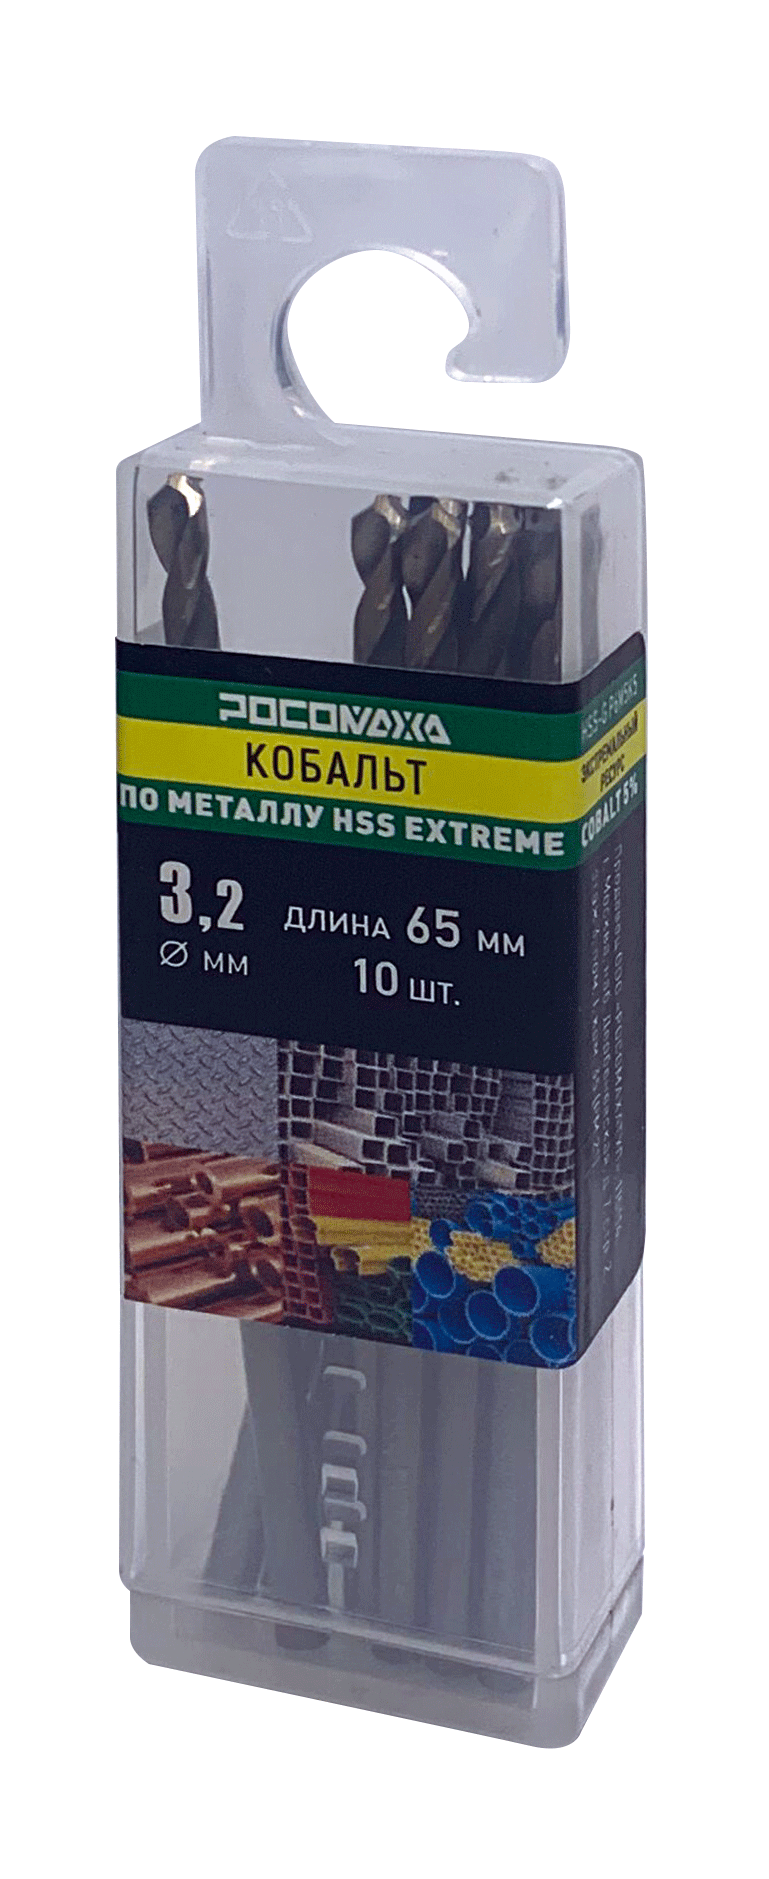 РОСОМАХА
КОБАЛЬТ
ПО МЕТАЛЛУ HSS EXTREME
3,2
Ø мм
ДЛИНА 65 мм
10 шт.
HSS-G P6M5K5
ЭКСТРЕМАЛЬНЫЙ
РЕСУРС
COBALT 5%